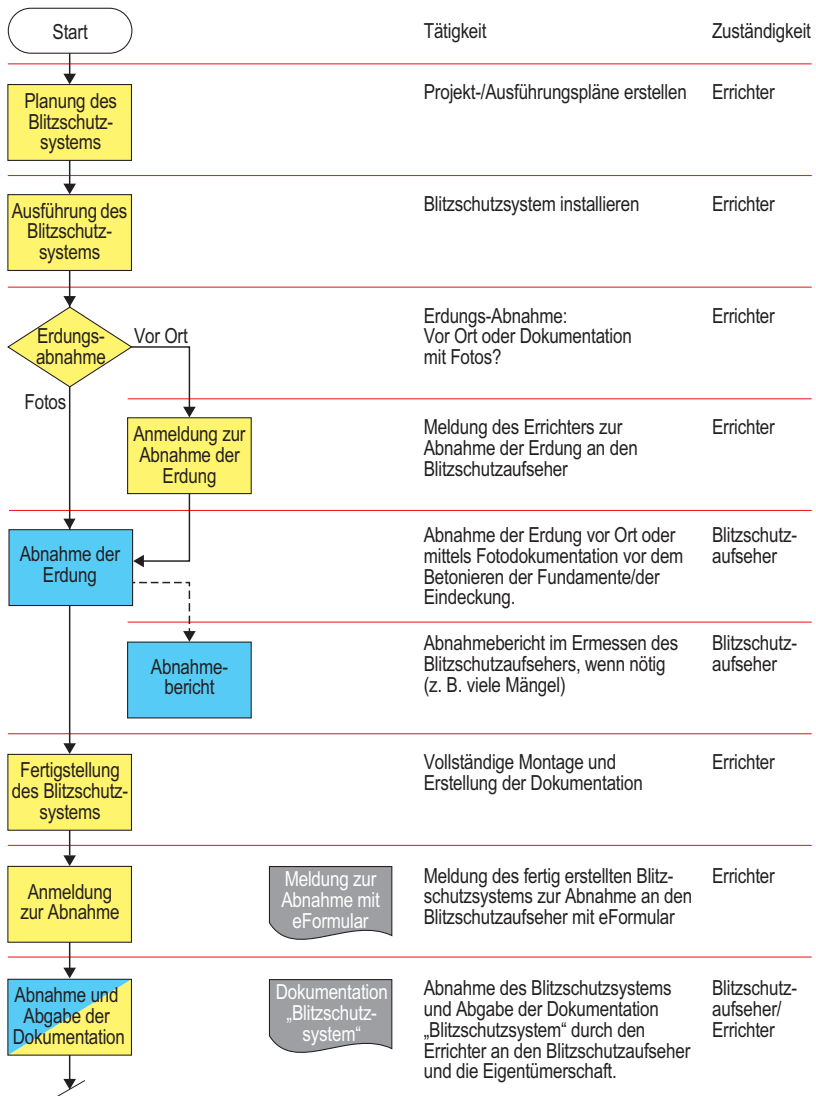 Start
Tätigkeit
Zuständigkeit
Planung des
Blitzschutz-
systems
Projekt-/Ausführungspläne erstellen
Errichter
Ausführung des
Blitzschutz-
systems
Blitzschutzsystem installieren
Errichter
Erdungs-
abnahme
Vor Ort
Fotos
Erdungs-Abnahme:
Vor Ort oder Dokumentation
mit Fotos?
Errichter
Anmeldung zur
Abnahme der
Erdung
Meldung des Errichters zur
Abnahme der Erdung an den
Blitzschutzaufseher
Errichter
Abnahme der
Erdung
Abnahme der Erdung vor Ort oder
mittels Fotodokumentation vor dem
Betonieren der Fundamente/der
Eindeckung.
Blitzschutz-
aufseher
Abnahme-
bericht
Abnahmebericht im Ermessen des
Blitzschutzaufsehers, wenn nötig
(z. B. viele Mängel)
Blitzschutz-
aufseher
Fertigstellung
des Blitzschutz-
systems
Vollständige Montage und
Erstellung der Dokumentation
Errichter
Anmeldung
zur Abnahme
Meldung zur
Abnahme mit
eFormular
Meldung des fertig erstellten Blitz-
schutzsystems zur Abnahme an den
Blitzschutzaufseher mit eFormular
Errichter
Abnahme und
Abgabe der
Dokumentation
Dokumentation
„Blitzschutz-
system“
Abnahme des Blitzschutzsystems
und Abgabe der Dokumentation
„Blitzschutzsystem“ durch den
Errichter an den Blitzschutzaufseher
und die Eigentümerschaft.
Blitzschutz-
aufseher/
Errichter